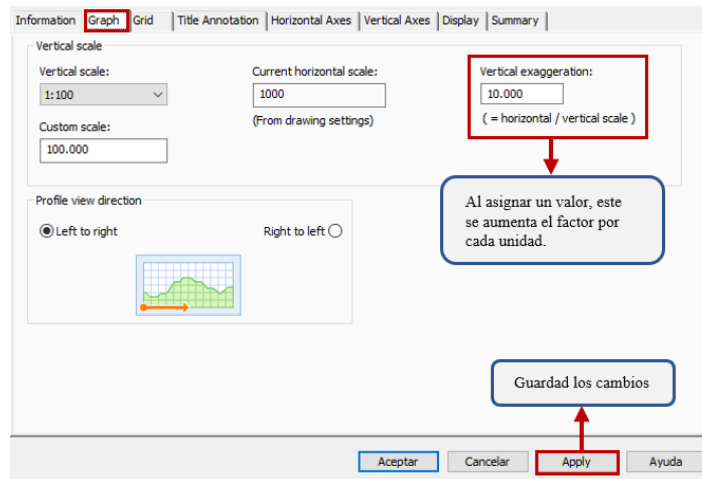 Information Graph Grid Title Annotation Horizontal Axes Vertical Axes Display Summary
Vertical scale
Vertical scale:
1:100
Custom scale:
100.000
Current horizontal scale:
1000
(From drawing settings)
Vertical exaggeration:
10.000
( = horizontal / vertical scale )
Al asignar un valor, este
se aumenta el factor por
cada unidad.
Profile view direction
Left to right
Right to left
Guardad los cambios
Aceptar Cancelar Apply Ayuda